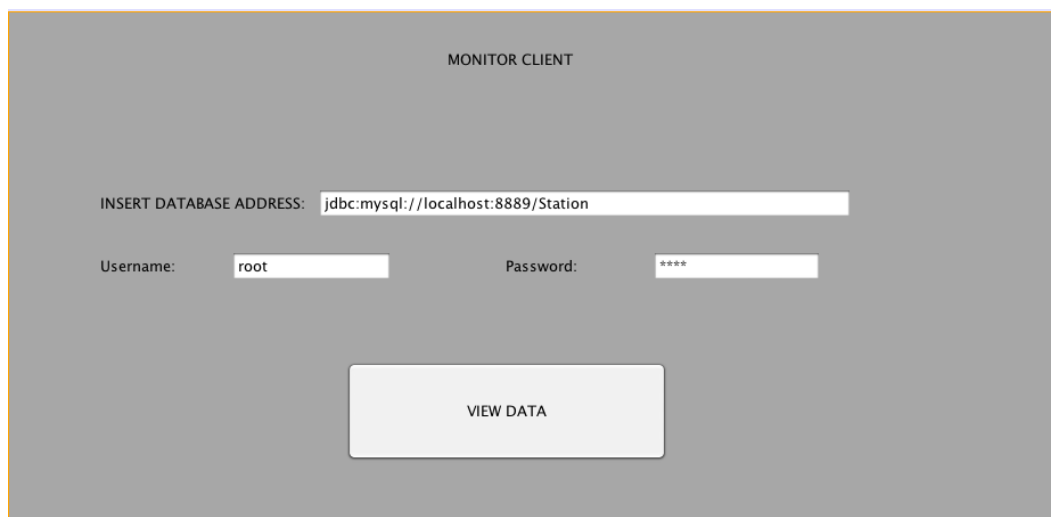 MONITOR CLIENT
INSERT DATABASE ADDRESS: jdbc:mysql://localhost:8889/Station
Username: root Password: ****
VIEW DATA